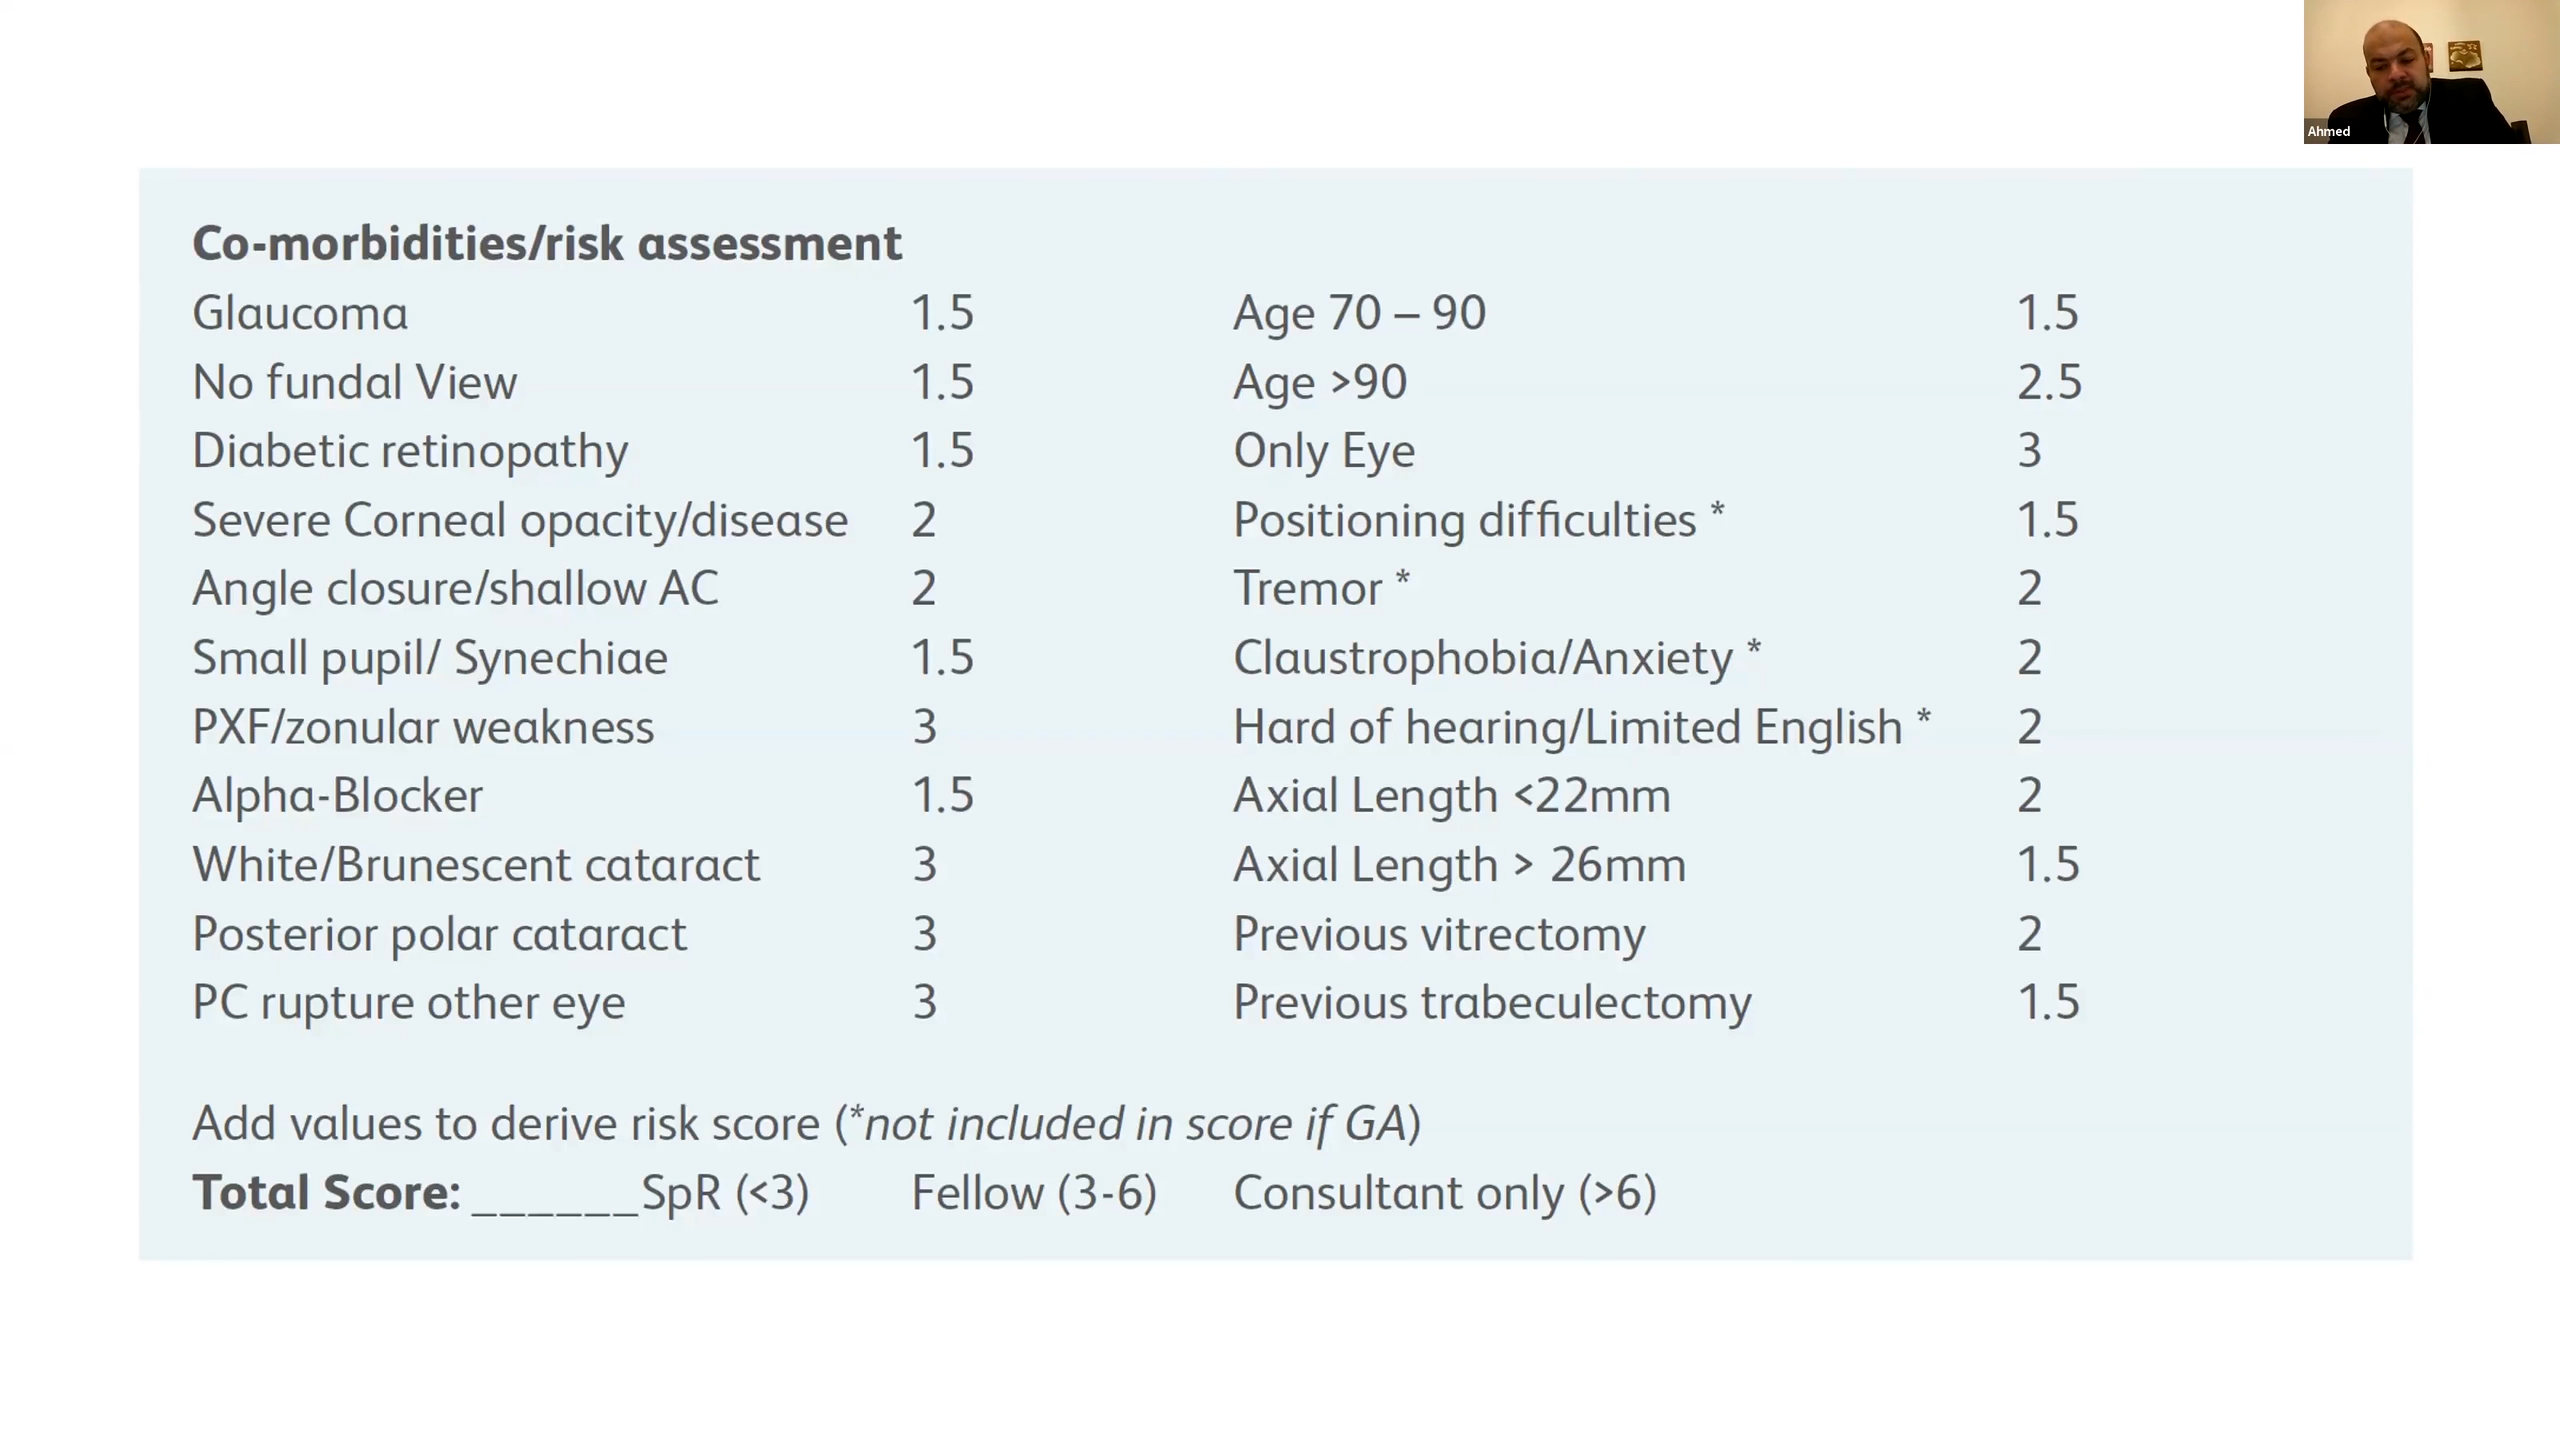 Ahmed
Co-morbidities/risk assessment
Glaucoma 1.5 Age 70 – 90 1.5
No fundal View 1.5 Age >90 2.5
Diabetic retinopathy 1.5 Only Eye 3
Severe Corneal opacity/disease 2 Positioning difficulties * 1.5
Angle closure/shallow AC 2 Tremor * 2
Small pupil/ Synechiae 1.5 Claustrophobia/Anxiety * 2
PXF/zonular weakness 3 Hard of hearing/Limited English * 2
Alpha-Blocker 1.5 Axial Length <22mm 2
White/Brunescent cataract 3 Axial Length > 26mm 1.5
Posterior polar cataract 3 Previous vitrectomy 2
PC rupture other eye 3 Previous trabeculectomy 1.5
Add values to derive risk score (*not included in score if GA)
Total Score: ______SpR (<3) Fellow (3-6) Consultant only (>6)